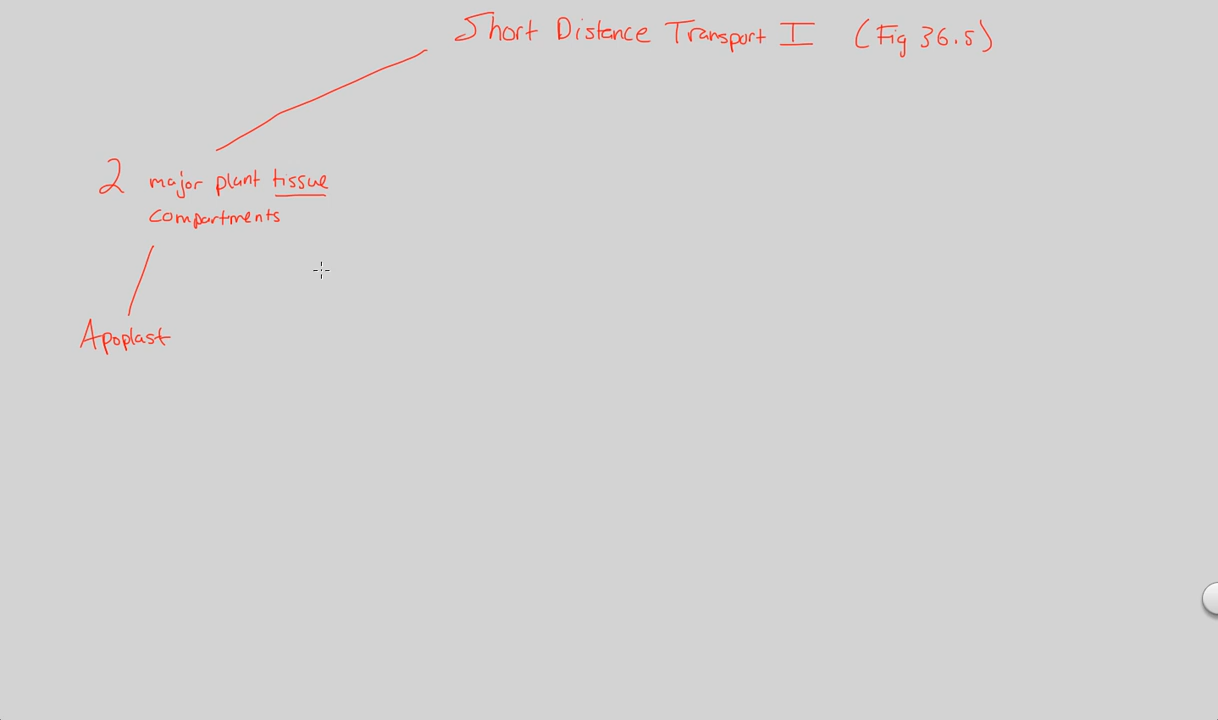 Short Distance Transport I (Fig 36.5)
2 major plant tissue
compartments
Apoplast